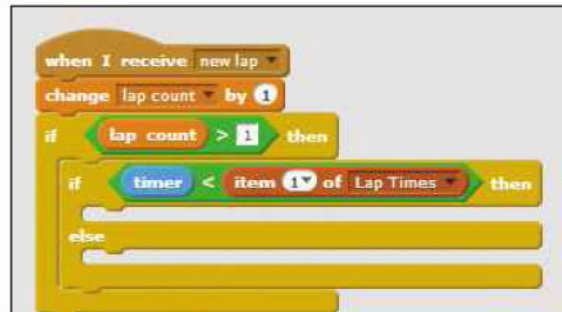 when I receive new lap
change lap count by 1
if lap count > 1 then
if timer < item 1 of Lap Times then
else